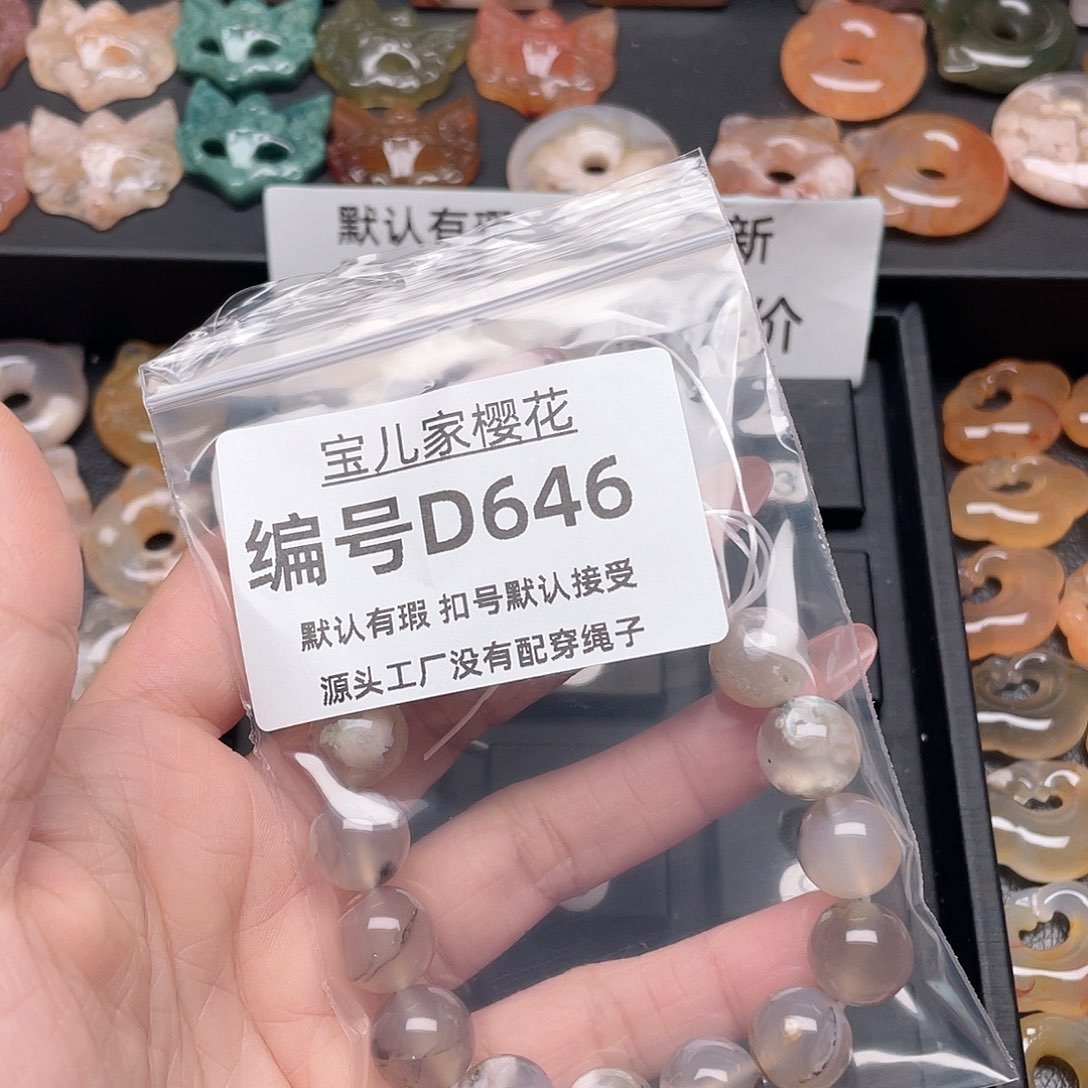 默认有
新
价
宝儿家樱花
编号D646
默认有瑕 扣号默认接受
源头工厂没有配穿绳子